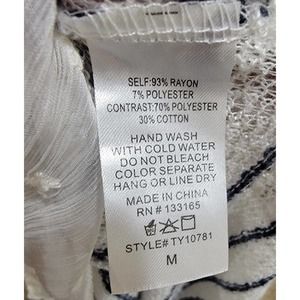 SELF:93% RAYON
7% POLYESTER
CONTRAST:70% POLYESTER
30% COTTON
HAND WASH
WITH COLD WATER
DO NOT BLEACH
COLOR SEPARATE
HANG OR LINE DRY
MADE IN CHINA
RN # 133165
STYLE# TY10781
M